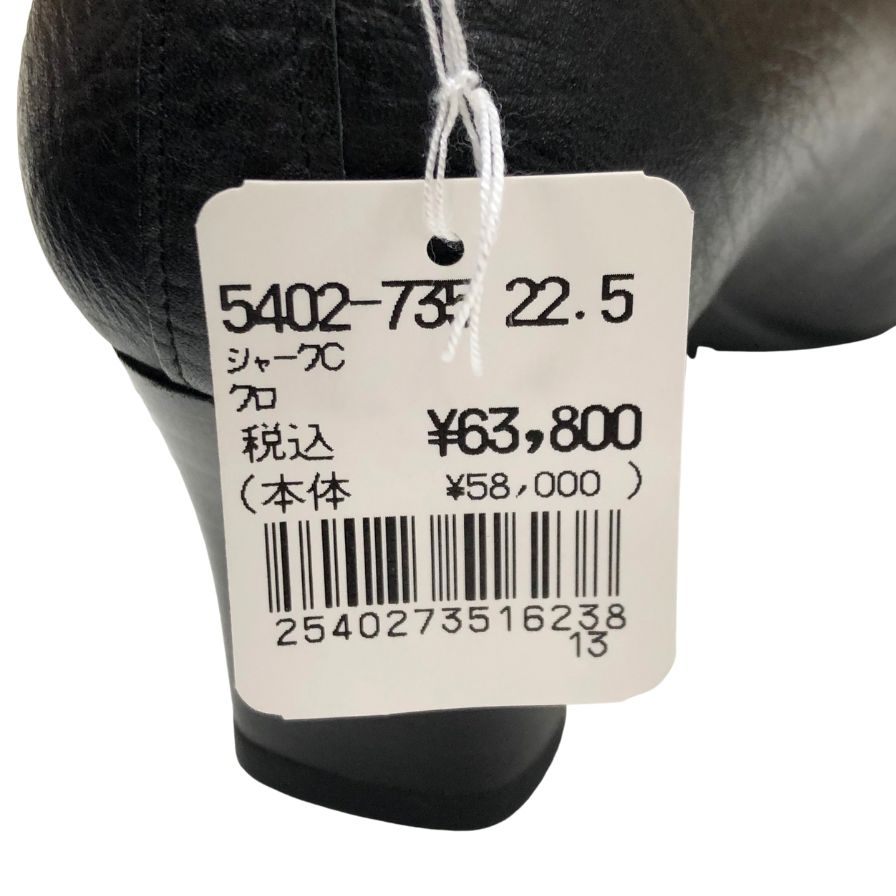 5402-735 22.5
シャークC
クロ
税込 ¥63,800
(本体 ¥58,000 )
2540273516238
13